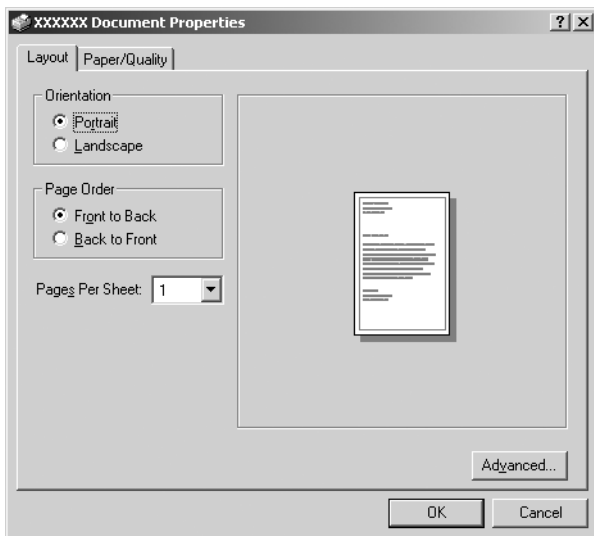 XXXXXX Document Properties
? X
Layout Paper/Quality
Orientation
Portrait
Landscape
Page Order
Front to Back
Back to Front
Pages Per Sheet: 1
Advanced...
OK Cancel